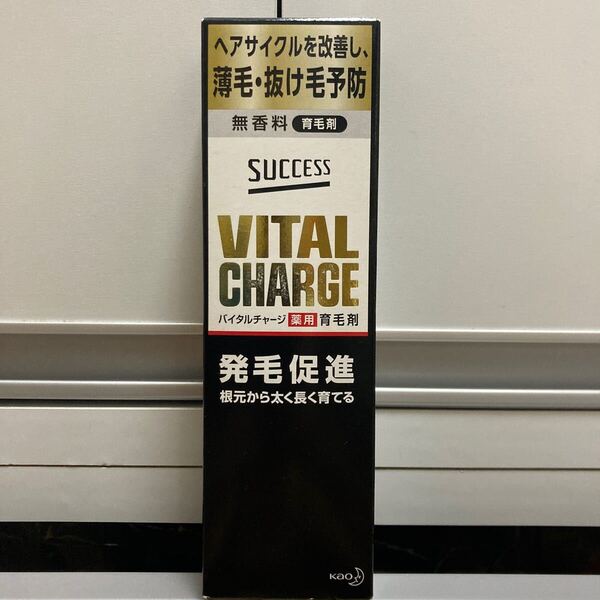 ヘアサイクルを改善し、
薄毛・抜け毛予防
無香料 育毛剤
SUCCESS
VITAL
CHARGE
バイタルチャージ 薬用 育毛剤
発毛促進
根元から太く長く育てる
Kao